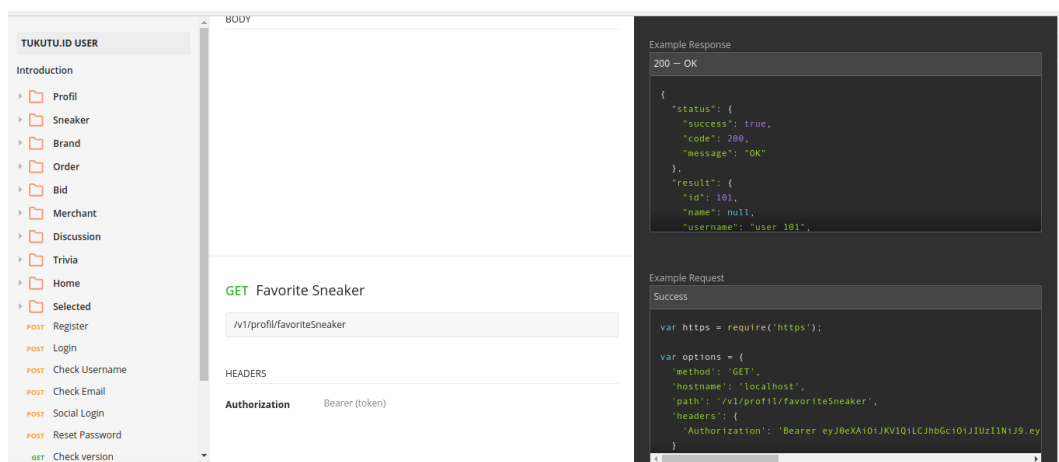 TUKUTU.ID USER
Introduction
Profil
Sneaker
Brand
Order
Bid
Merchant
Discussion
Trivia
Home
Selected
POST Register
POST Login
POST Check Username
POST Check Email
POST Social Login
POST Reset Password
GET Check version
BODY
GET Favorite Sneaker
/v1/profil/favoriteSneaker
HEADERS
Authorization Bearer (token)
Example Response
200 — OK
{
"status": {
"success": true,
"code": 200,
"message": "OK"
},
"result": {
"id": 101,
"name": null,
"username": "user 101",
Example Request
Success
var https = require('https');
var options = {
'method': 'GET',
'hostname': 'localhost',
'path': '/v1/profil/favoriteSneaker',
'headers': {
'Authorization': 'Bearer eyJ0eXAiOiJKV1QiLCJhbGciOiJIUzI1NiJ9.ey
}